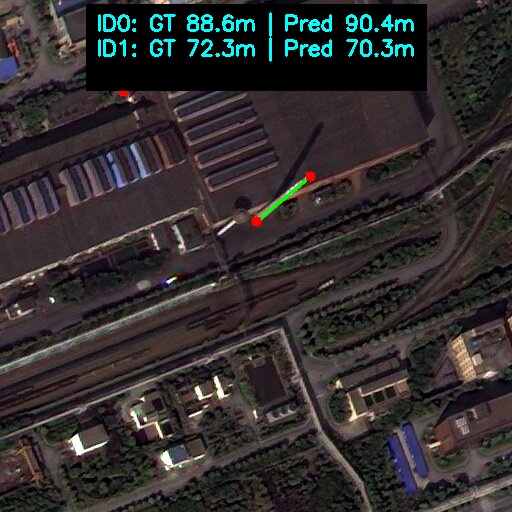 ID0: GT 88.6m | Pred 90.4m
ID1: GT 72.3m | Pred 70.3m